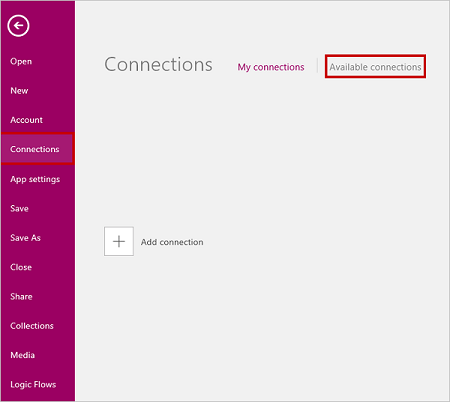 Open
New
Account
Connections
App settings
Save
Save As
Close
Share
Collections
Media
Logic Flows
Connections My connections Available connections
Add connection